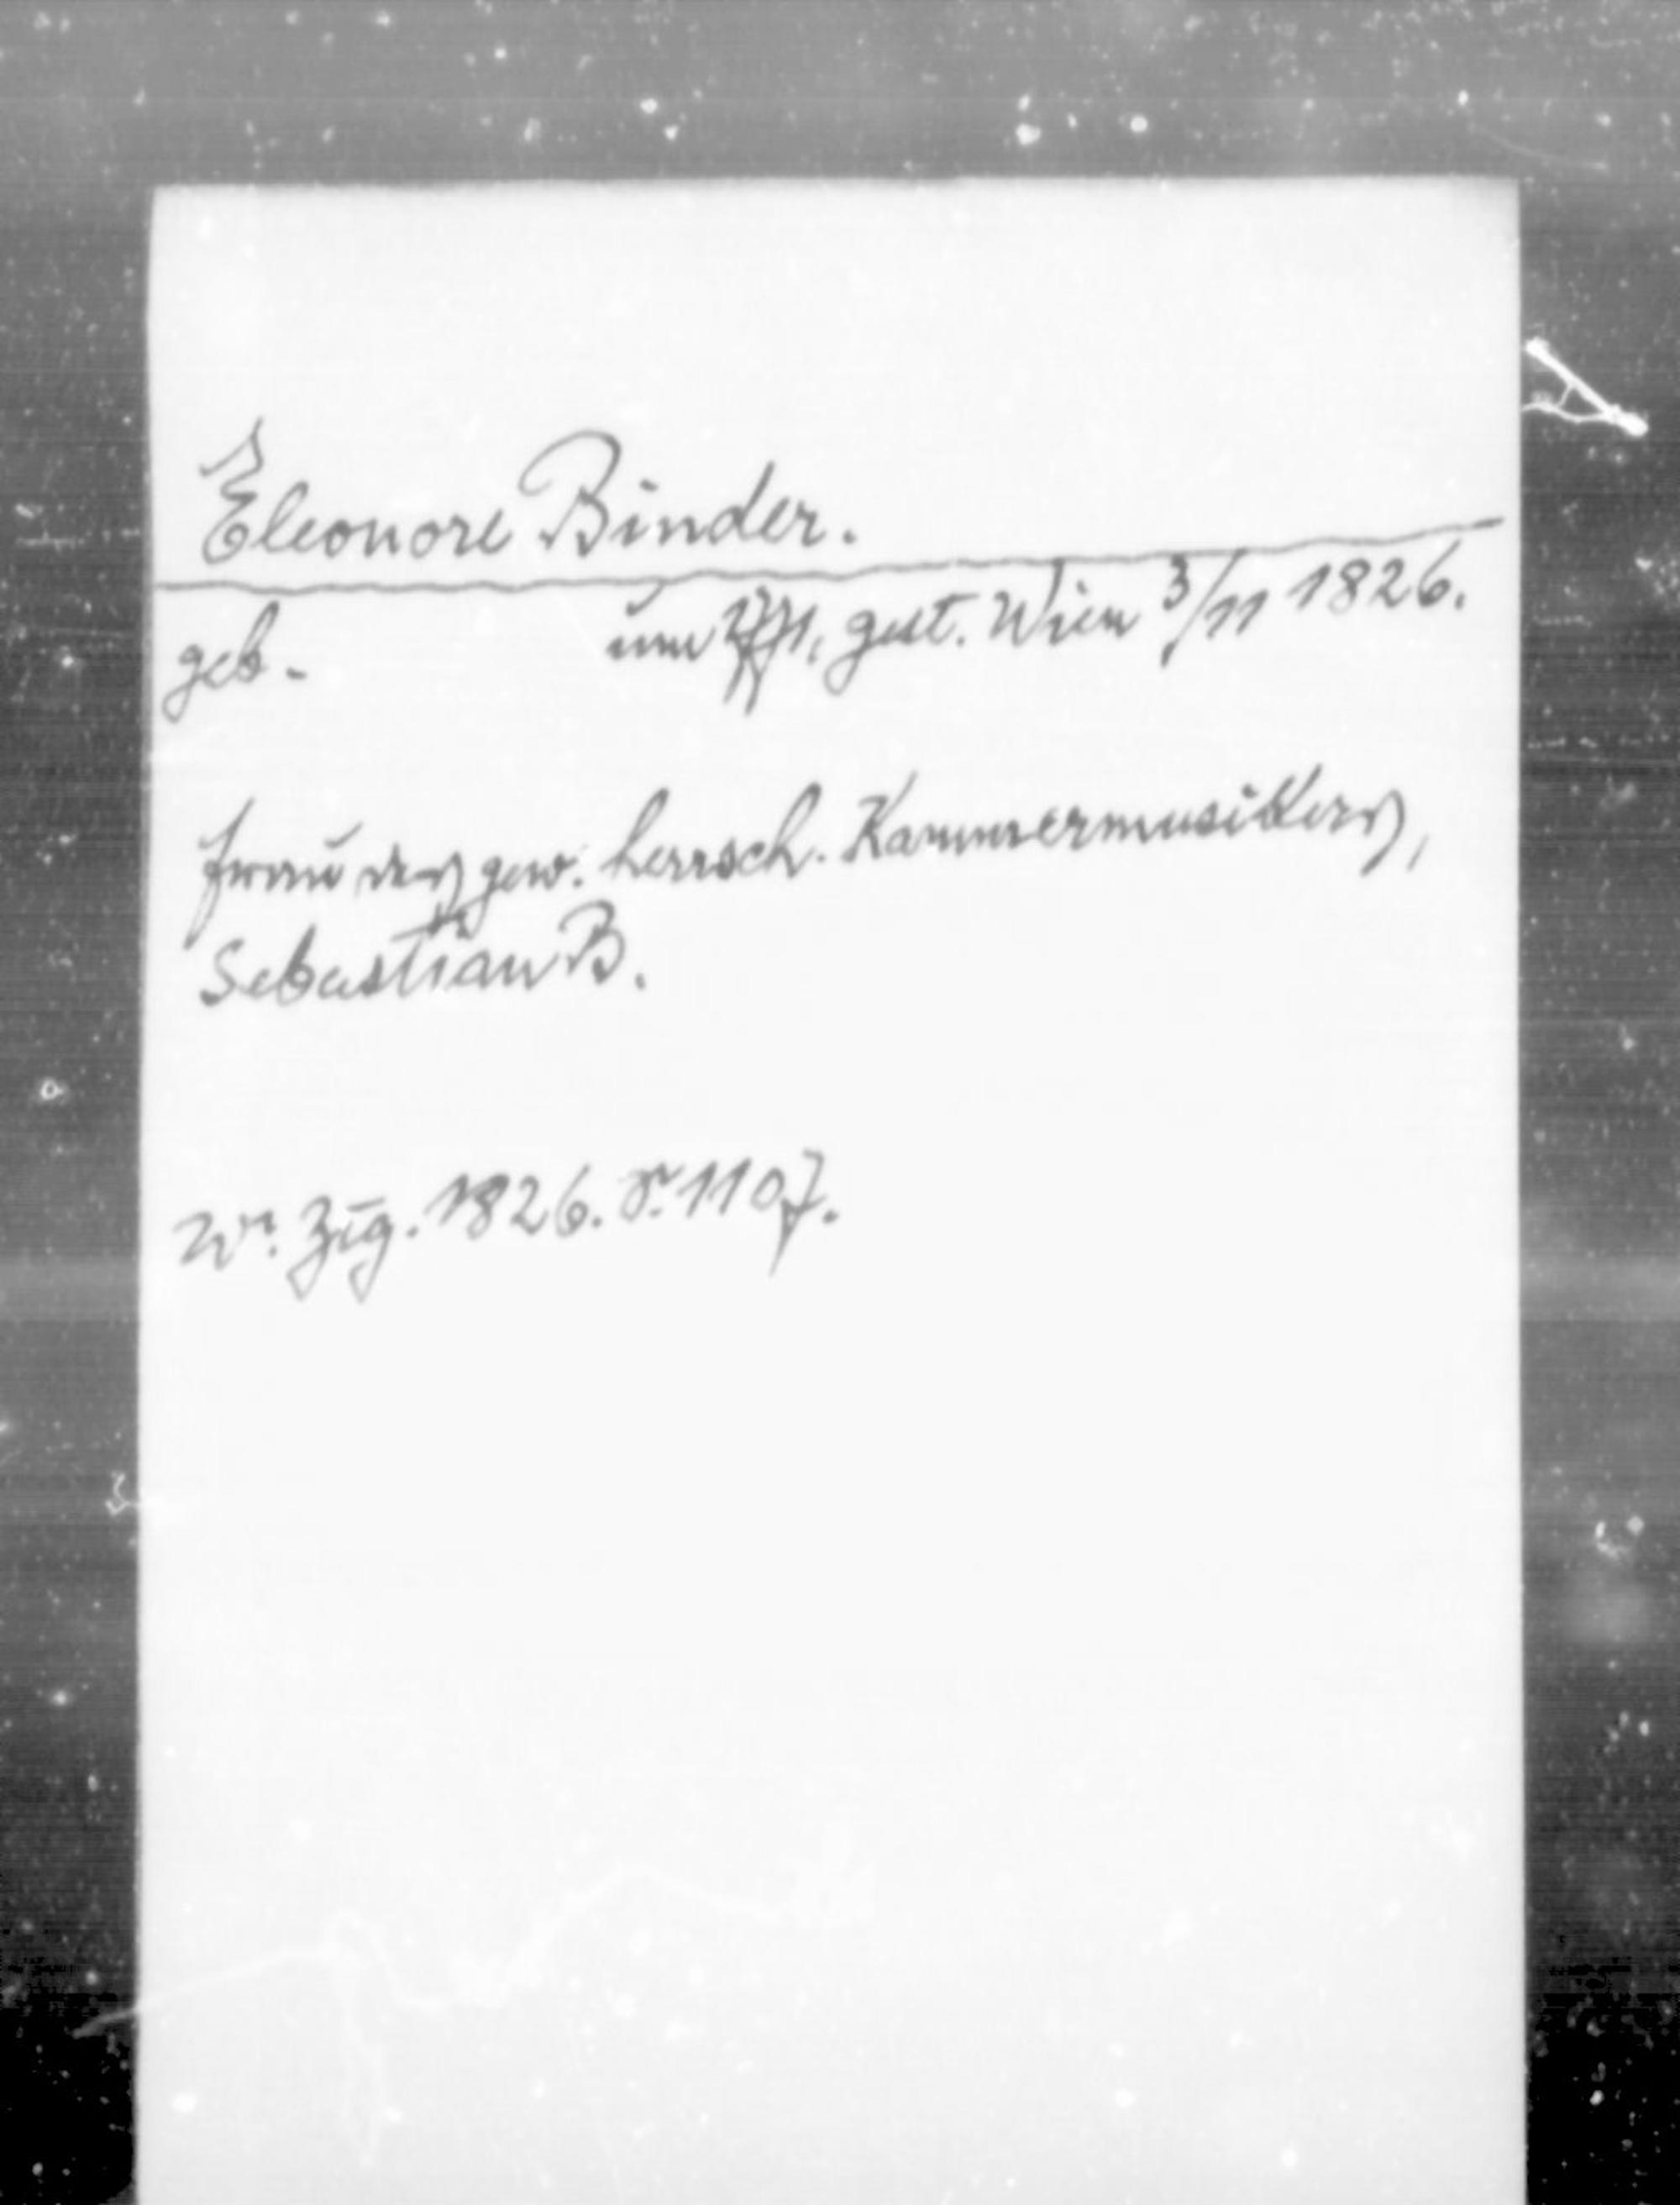 Eleonore Binder.
geb. um 1771, gest. Wien 3/11 1826.
Frau des gew. herrsch. Kammermusikers,
Sebastian B.
Wr. Ztg. 1826. S. 1107.